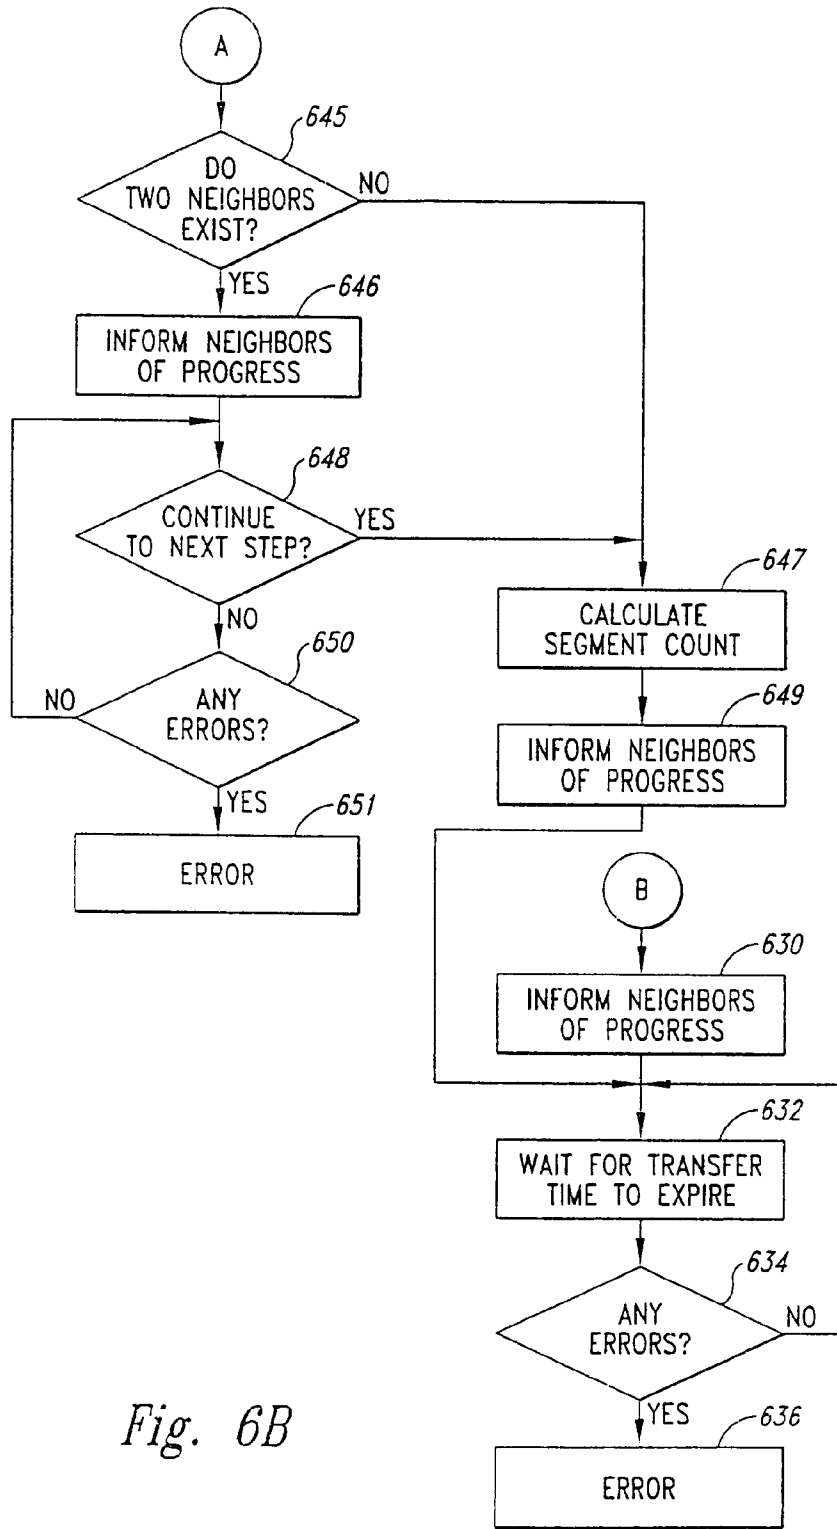 A
645
DO
TWO NEIGHBORS
EXIST?
NO
YES
646
INFORM NEIGHBORS
OF PROGRESS
648
CONTINUE
TO NEXT STEP?
YES
NO
647
CALCULATE
SEGMENT COUNT
650
ANY
ERRORS?
NO
YES
649
INFORM NEIGHBORS
OF PROGRESS
651
ERROR
B
630
INFORM NEIGHBORS
OF PROGRESS
632
WAIT FOR TRANSFER
TIME TO EXPIRE
634
ANY
ERRORS?
NO
YES
636
ERROR
Fig. 6B